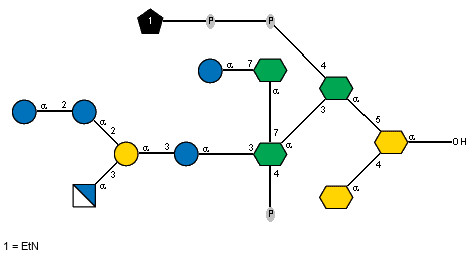 1 P P
α 7 4
α α
α 2 α 2 α 3 α 3 7 α 3 5 α OH
3 α 4 4 α
P
1 = EtN